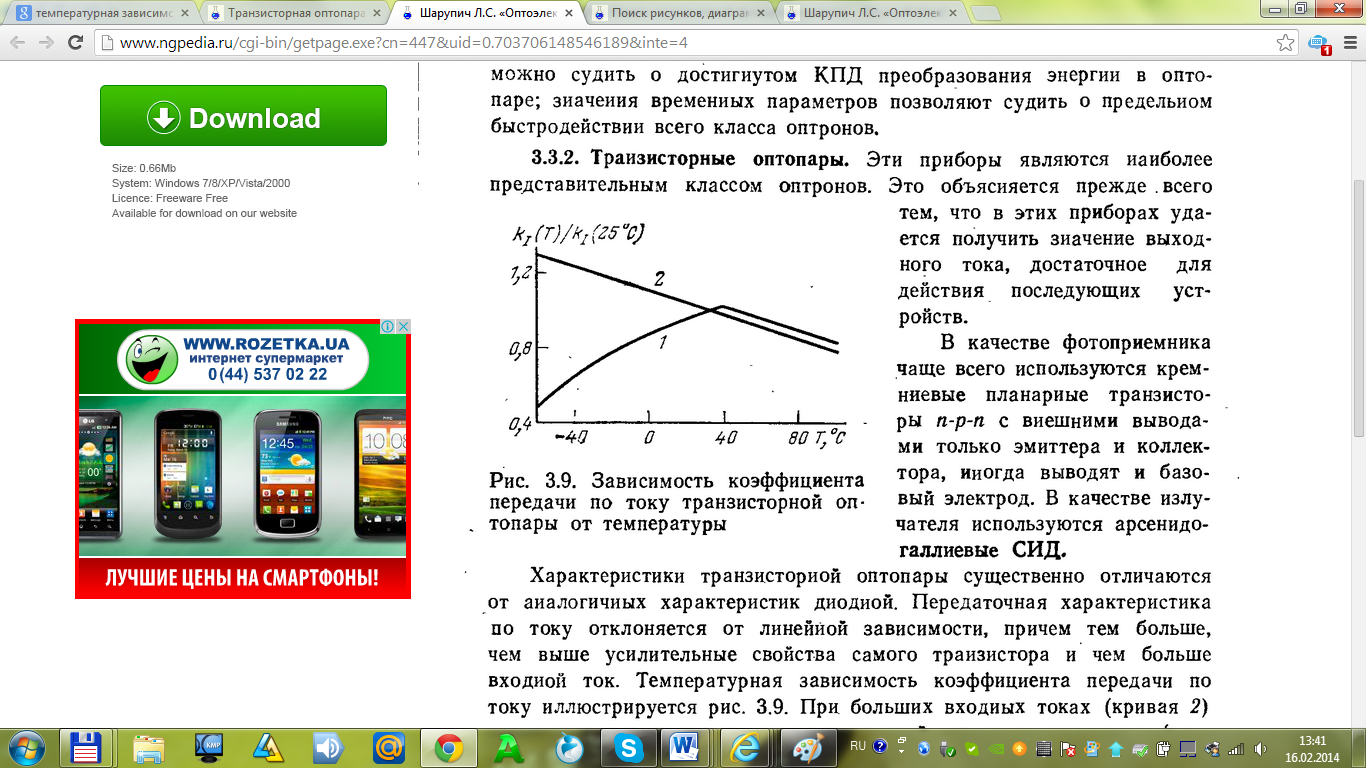 температурная зависимс
Транзисторная оптопара
Шарупич Л.С. «Оптоэлек
Поиск рисунков, диаграм
Шарупич Л.С. «Оптоэлек
www.ngpedia.ru/cgi-bin/getpage.exe?cn=447&uid=0.703706148546189&inte=4
1
Download
Size: 0.66Mb
System: Windows 7/8/XP/Vista/2000
Licence: Freeware Free
Available for download on our website
WWW.ROZETKA.UA
интернет супермаркет
0(44) 537 02 22
12:00
12:45
10:08
ЛУЧШИЕ ЦЕНЫ НА СМАРТФОНЫ!
можно судить о достигнутом КПД преобразования энергии в опто-
паре; значения временных параметров позволяют судить о предельном
быстродействии всего класса оптронов.
3.3.2. Транзисторные оптопары. Эти приборы являются наиболее
представительным классом оптронов. Это объясняется прежде всего
тем, что в этих приборах уда-
ется получить значение выход-
ного тока, достаточное для
действия последующих уст-
ройств.
В качестве фотоприемника
чаще всего используются крем-
ниевые планарные транзисто-
ры n-p-n с внешними вывода-
ми только эмиттера и коллек-
тора, иногда выводят и базо-
вый электрод. В качестве излу-
чателя используются арсенидо-
галлиевые СИД.
kI(T)/kI(25°C)
1,2
0,8
0,4
2
1
-40 0 40 80 T,°C
Рис. 3.9. Зависимость коэффициента
передачи по току транзисторной оп-
топары от температуры
Характеристики транзисторной оптопары существенно отличаются
от аналогичных характеристик диодной. Передаточная характеристика
по току отклоняется от линейной зависимости, причем тем больше,
чем выше усилительные свойства самого транзистора и чем больше
входной ток. Температурная зависимость коэффициента передачи по
току иллюстрируется рис. 3.9. При больших входных токах (кривая 2)
KMP
RU
13:41
16.02.2014